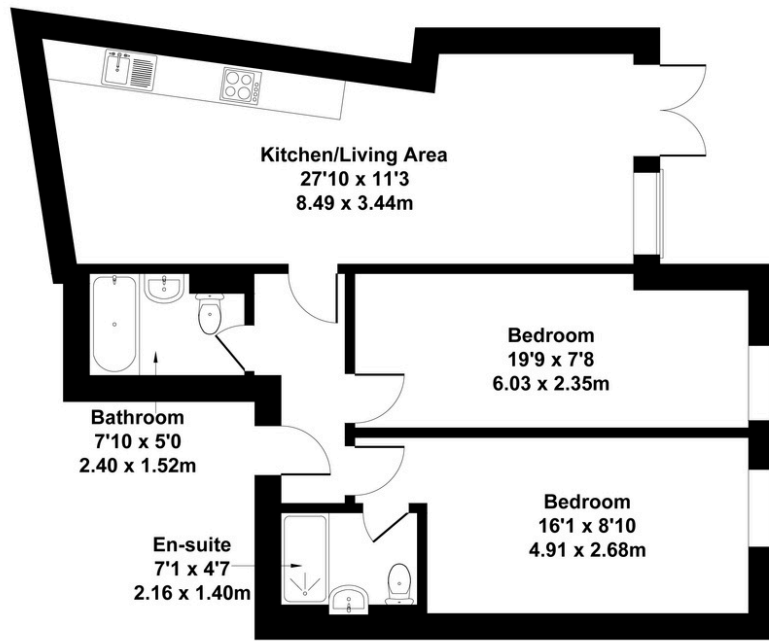 Kitchen/Living Area
27'10 x 11'3
8.49 x 3.44m
Bedroom
19'9 x 7'8
6.03 x 2.35m
Bathroom
7'10 x 5'0
2.40 x 1.52m
Bedroom
16'1 x 8'10
4.91 x 2.68m
En-suite
7'1 x 4'7
2.16 x 1.40m